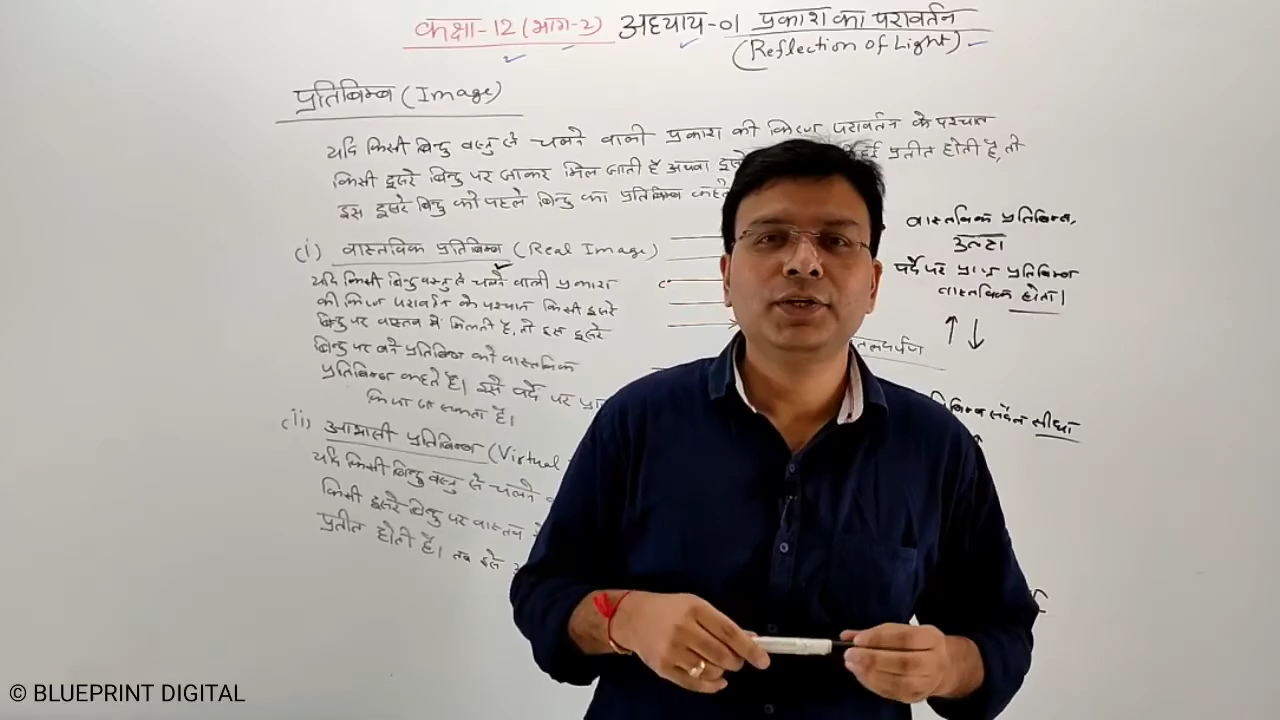 कक्षा-12 (भाग-2) अध्याय-01 प्रकाश का परावर्तन
(Reflection of Light)
प्रतिबिम्ब (Image)
यदि किसी बिन्दु वस्तु से चलने वाली प्रकाश की किरण परावर्तन के पश्चात
किसी दूसरे बिन्दु पर जाकर मिल जाती है अथवा दूसरे हुई प्रतीत होती है, तो
इस दूसरे बिन्दु को पहले बिन्दु का प्रतिबिम्ब कहते
(i) वास्तविक प्रतिबिम्ब (Real Image)
यदि किसी बिन्दु वस्तु से चलने वाली प्रकाश
की किरण परावर्तन के पश्चात किसी दूसरे
बिन्दु पर वास्तव में मिलती है, तो इस दूसरे
बिन्दु पर बने प्रतिबिम्ब को वास्तविक
प्रतिबिम्ब कहते है। इसे पर्दे पर
किया जा सकता है।
(ii) आभासी प्रतिबिम्ब (Virtual
यदि किसी बिन्दु वस्तु से चलने
किसी दूसरे बिन्दु पर वास्तव
प्रतीत होती है। तब इसे
वास्तविक प्रतिबिम्ब,
उल्टा
पर्दे पर प्राप्त प्रतिबिम्ब
वास्तविक होता।
सदैव सीधा
© BLUEPRINT DIGITAL